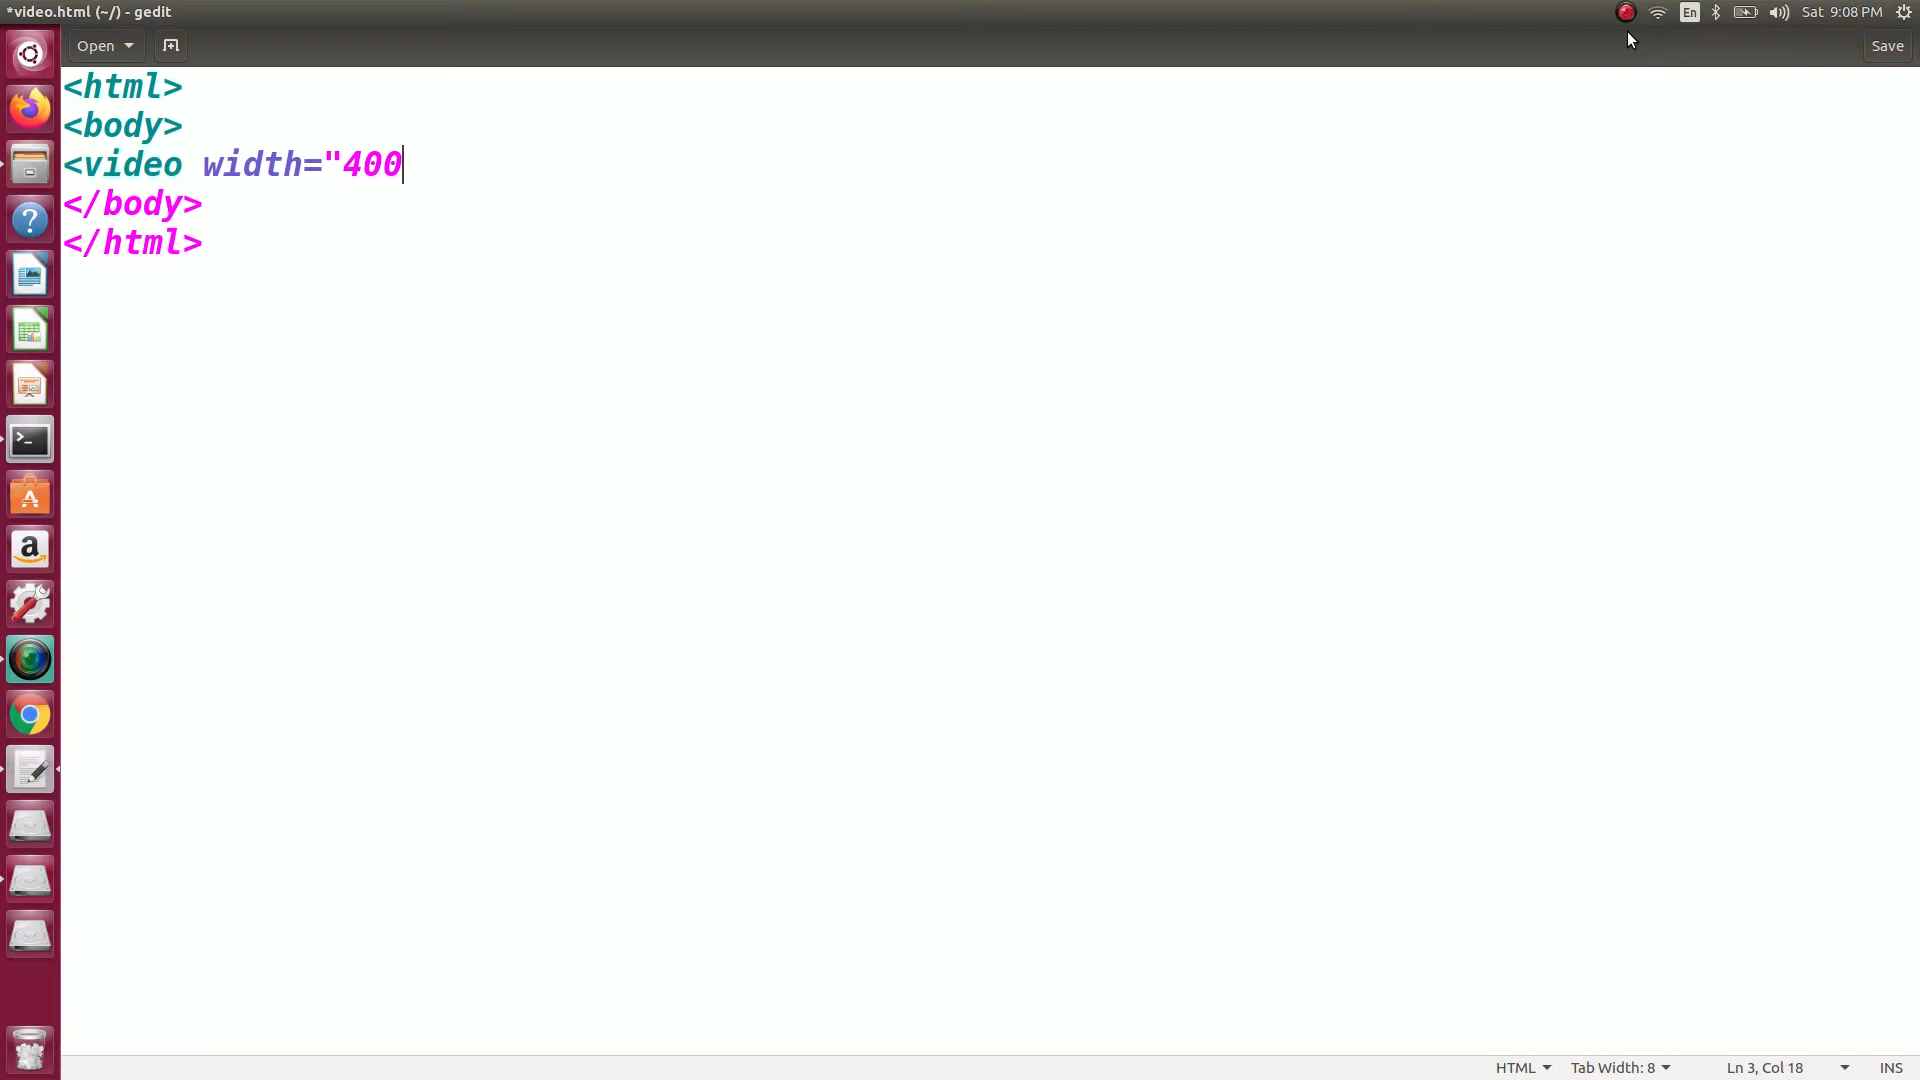 *video.html (~/) - gedit
En
Sat 9:08 PM
Open
Save
<html>
<body>
<video width="400
</body>
</html>
HTML
Tab Width: 8
Ln 3, Col 18
INS